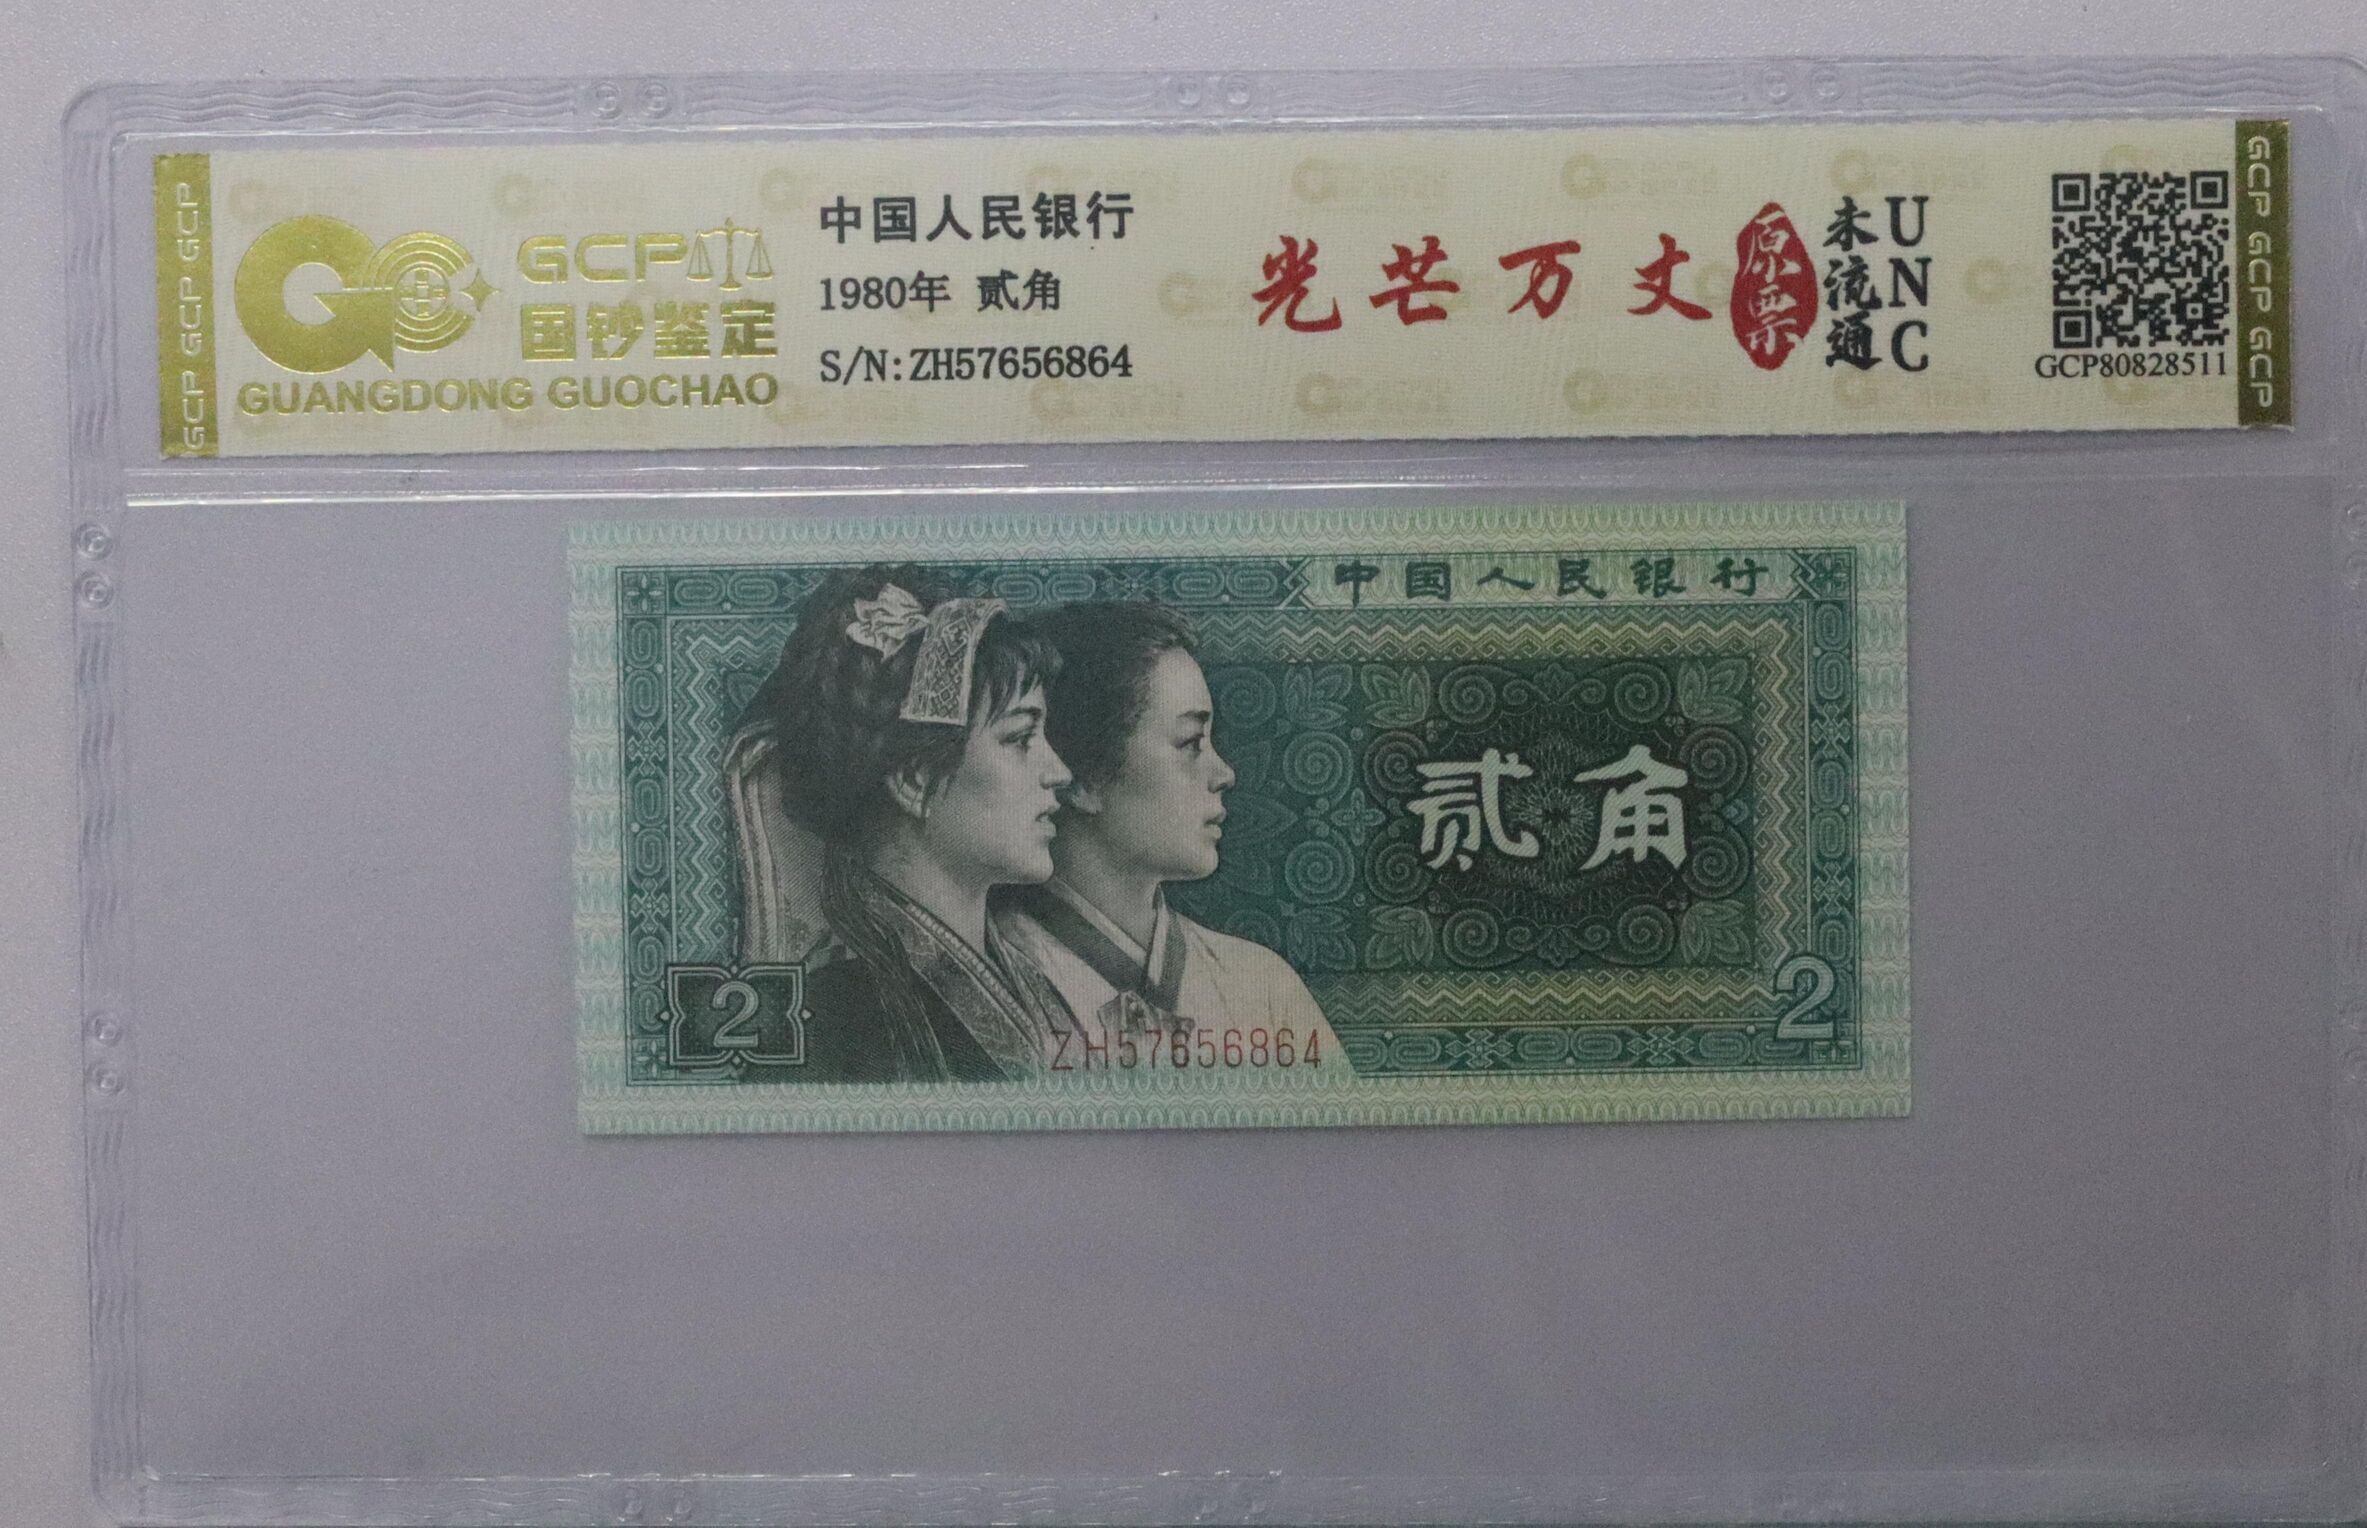 GCP GCP GCP
GCP
国钞鉴定
GUANGDONG GUOCHAO
中国人民银行
1980年 贰角
S/N:ZH57656864
光芒万丈
原票
未流通
UNC
GCP80828511
GCP GCP GCP
中国人民银行
贰角
2
2
ZH57656864